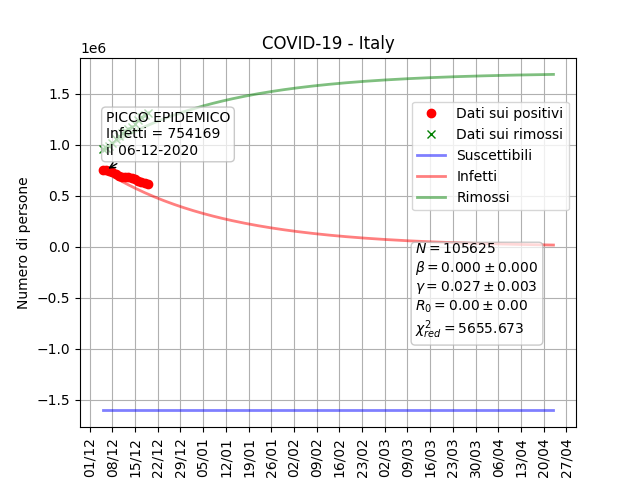 COVID-19 - Italy
1e6
PICCO EPIDEMICO
Infetti = 754169
il 06-12-2020
Dati sui positivi
Dati sui rimossi
Suscettibili
Infetti
Rimossi
N = 105625
β = 0.000 ± 0.000
γ = 0.027 ± 0.003
R₀ = 0.00 ± 0.00
χ²red = 5655.673
Numero di persone
1.5
1.0
0.5
0.0
−0.5
−1.0
−1.5
01/12
08/12
15/12
22/12
29/12
05/01
12/01
19/01
26/01
02/02
09/02
16/02
23/02
02/03
09/03
16/03
23/03
30/03
06/04
13/04
20/04
27/04